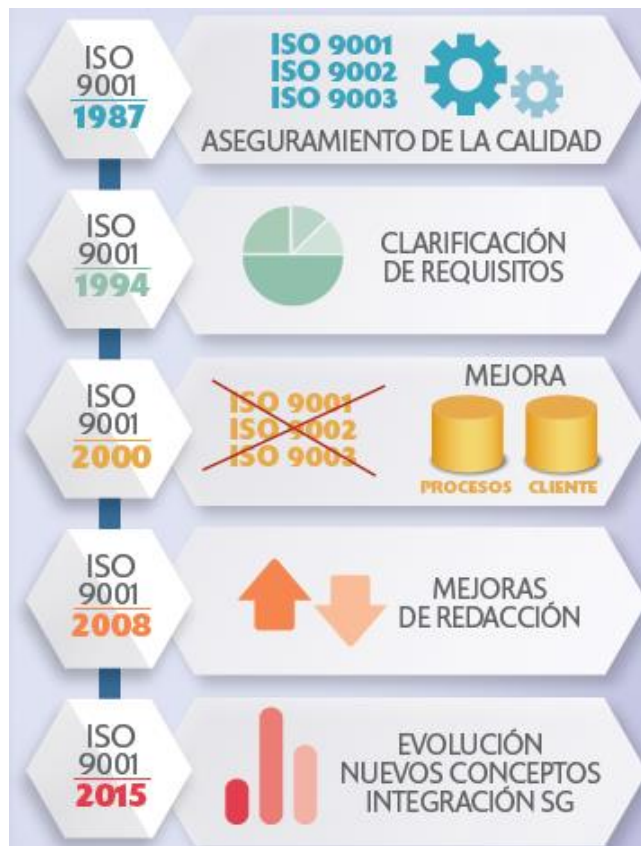 ISO
9001
1987
ISO 9001
ISO 9002
ISO 9003
ASEGURAMIENTO DE LA CALIDAD
ISO
9001
1994
CLARIFICACIÓN
DE REQUISITOS
ISO
9001
2000
ISO 9001
ISO 9002
ISO 9003
MEJORA
PROCESOS CLIENTE
ISO
9001
2008
MEJORAS
DE REDACCIÓN
ISO
9001
2015
EVOLUCIÓN
NUEVOS CONCEPTOS
INTEGRACIÓN SG